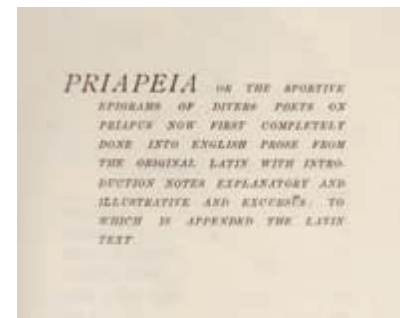 PRIAPEIA OR THE SPORTIVE
EPIGRAMS OF DIVERS POETS ON
PRIAPUS NOW FIRST COMPLETELY
DONE INTO ENGLISH PROSE FROM
THE ORIGINAL LATIN WITH INTRO-
DUCTION NOTES EXPLANATORY AND
ILLUSTRATIVE AND EXCURSUS, TO
WHICH IS APPENDED THE LATIN
TEXT